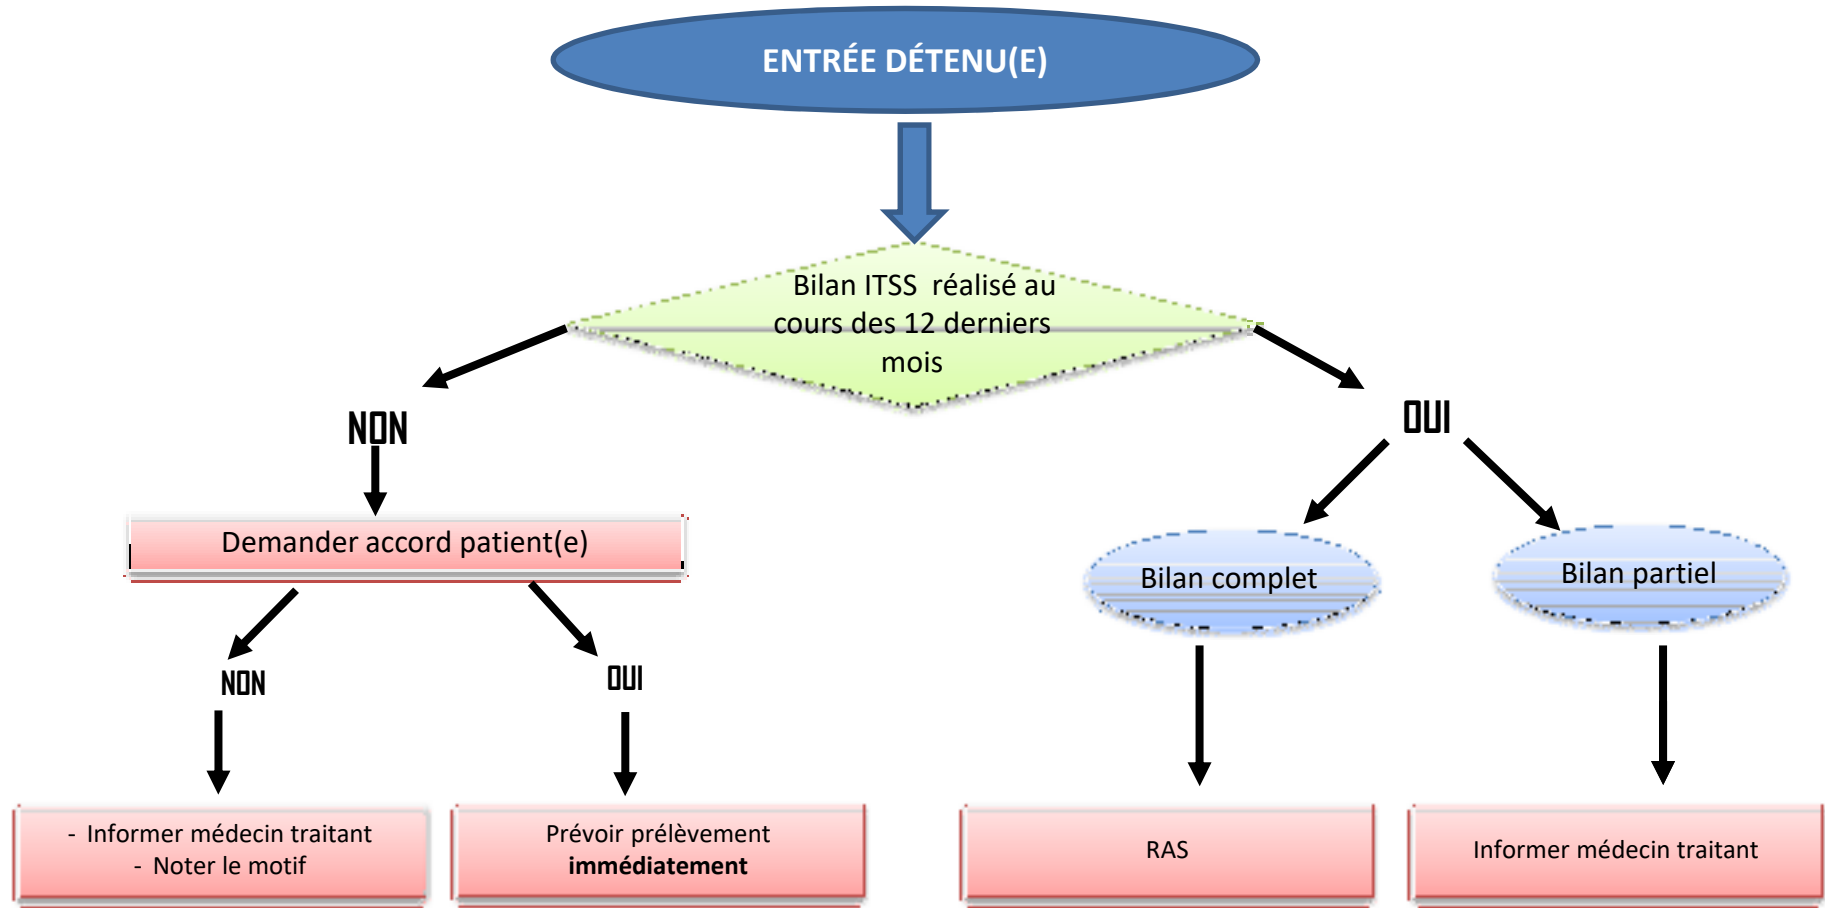 ENTRÉE DÉTENU(E)
Bilan ITSS réalisé au
cours des 12 derniers
mois
NON
OUI
Demander accord patient(e)
Bilan complet
Bilan partiel
NON
OUI
- Informer médecin traitant
- Noter le motif
Prévoir prélèvement
immédiatement
RAS
Informer médecin traitant